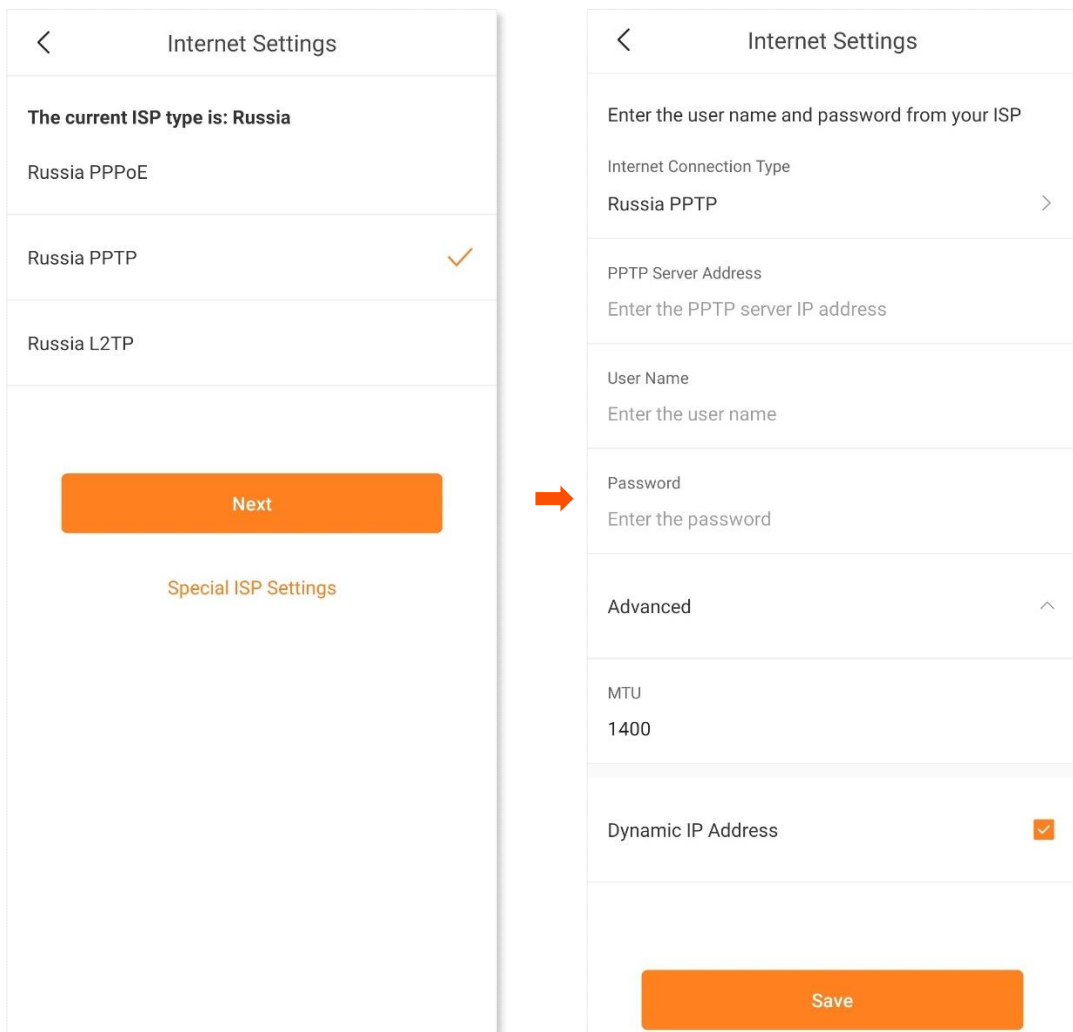 Internet Settings
The current ISP type is: Russia
Russia PPPoE
Russia PPTP
Russia L2TP
Next
Special ISP Settings
Internet Settings
Enter the user name and password from your ISP
Internet Connection Type
Russia PPTP
PPTP Server Address
Enter the PPTP server IP address
User Name
Enter the user name
Password
Enter the password
Advanced
MTU
1400
Dynamic IP Address
Save